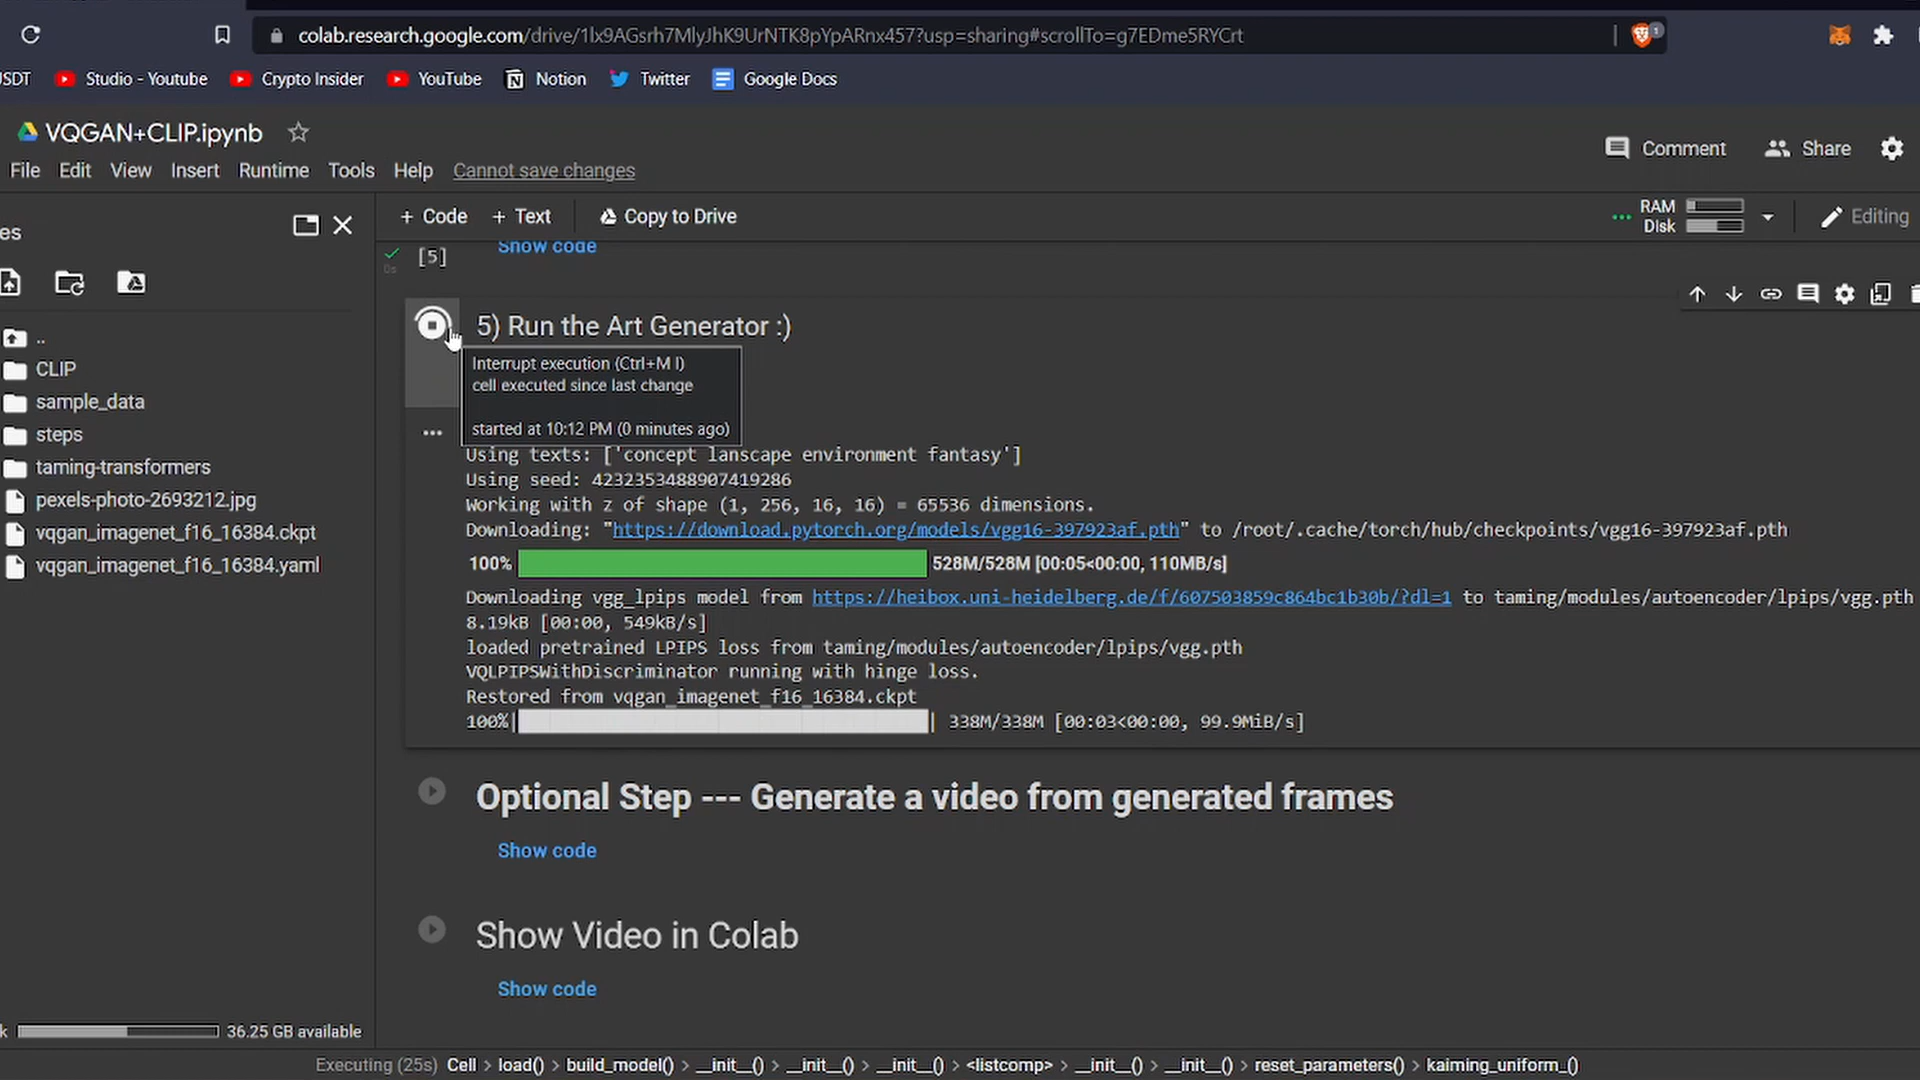 colab.research.google.com/drive/1lx9AGsrh7MlyJhK9UrNTK8pYpARnx457?usp=sharing#scrollTo=g7EDme5RYCrt
1
SDT Studio - Youtube Crypto Insider YouTube Notion Twitter Google Docs
VQGAN+CLIP.ipynb
Comment Share
File Edit View Insert Runtime Tools Help Cannot save changes
+ Code + Text Copy to Drive
RAM
Disk
Editing
es
Show code
0s
[5]
5) Run the Art Generator :)
Interrupt execution (Ctrl+M I)
cell executed since last change
started at 10:12 PM (0 minutes ago)
..
CLIP
sample_data
steps
taming-transformers
pexels-photo-2693212.jpg
vqgan_imagenet_f16_16384.ckpt
vqgan_imagenet_f16_16384.yaml
Using texts: ['concept lanscape environment fantasy']
Using seed: 4232353488907419286
Working with z of shape (1, 256, 16, 16) = 65536 dimensions.
Downloading: "https://download.pytorch.org/models/vgg16-397923af.pth" to /root/.cache/torch/hub/checkpoints/vgg16-397923af.pth
100% 528M/528M [00:05<00:00, 110MB/s]
Downloading vgg_lpips model from https://heibox.uni-heidelberg.de/f/607503859c864bc1b30b/?dl=1 to taming/modules/autoencoder/lpips/vgg.pth
8.19kB [00:00, 549kB/s]
loaded pretrained LPIPS loss from taming/modules/autoencoder/lpips/vgg.pth
VQLPIPSWithDiscriminator running with hinge loss.
Restored from vqgan_imagenet_f16_16384.ckpt
100%| | 338M/338M [00:03<00:00, 99.9MiB/s]
Optional Step --- Generate a video from generated frames
Show code
Show Video in Colab
Show code
k 36.25 GB available
Executing (25s) Cell > load() > build_model() > __init__() > __init__() > __init__() > <listcomp> > __init__() > __init__() > reset_parameters() > kaiming_uniform_()